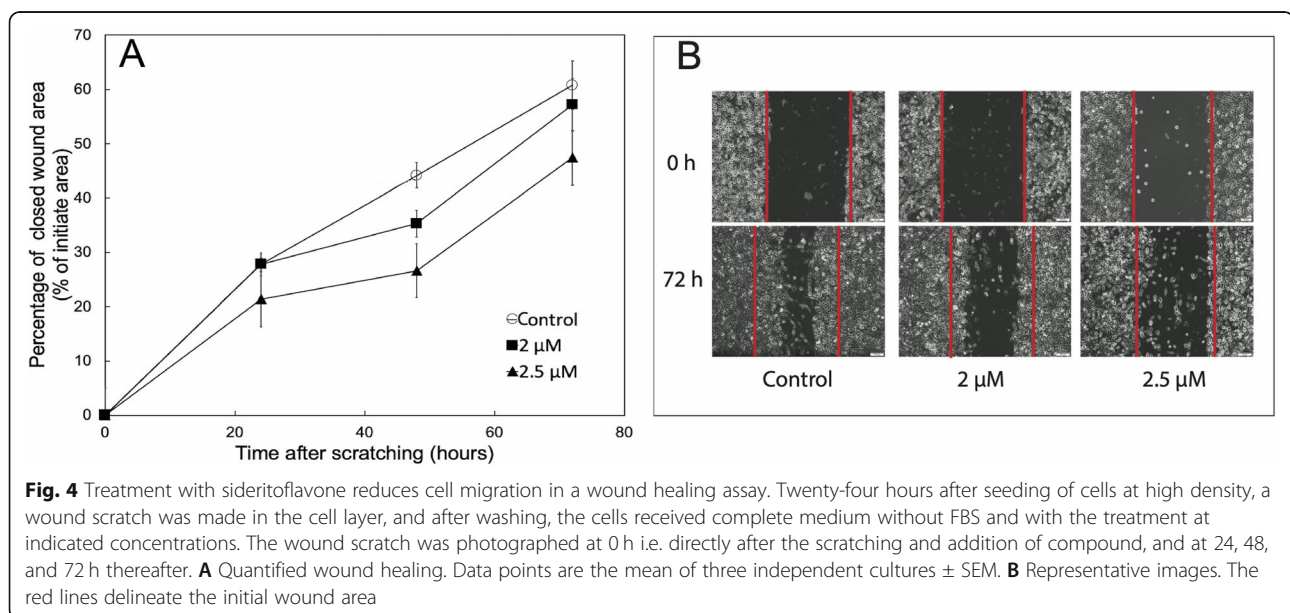 A
Percentage of closed wound area
(% of initiate area)
70
60
50
40
30
20
10
0
0 20 40 60 80
Time after scratching (hours)
Control
2 μM
2.5 μM
B
0 h
72 h
Control 2 μM 2.5 μM
Fig. 4 Treatment with sideritoflavone reduces cell migration in a wound healing assay. Twenty-four hours after seeding of cells at high density, a
wound scratch was made in the cell layer, and after washing, the cells received complete medium without FBS and with the treatment at
indicated concentrations. The wound scratch was photographed at 0 h i.e. directly after the scratching and addition of compound, and at 24, 48,
and 72 h thereafter. A Quantified wound healing. Data points are the mean of three independent cultures ± SEM. B Representative images. The
red lines delineate the initial wound area